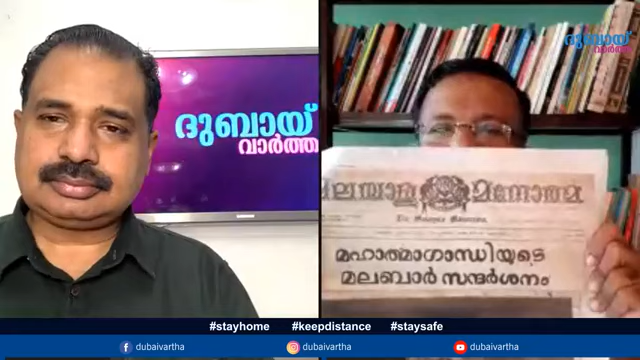 ദുബായ്
വാർത്ത
ദുബായ്
വാർത്ത
മലയാള മനോരമ
The Malayala Manorama.
മഹാത്മാഗാന്ധിയുടെ
മലബാർ സന്ദർശനം
#stayhome #keepdistance #staysafe
dubaivartha dubaivartha dubaivartha